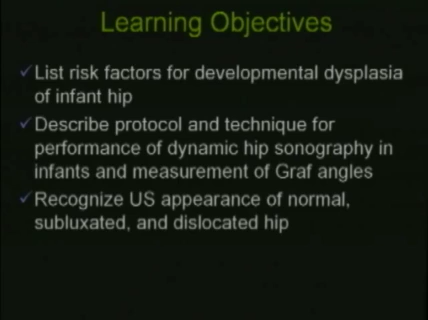 Learning Objectives
✓List risk factors for developmental dysplasia
of infant hip
✓Describe protocol and technique for
performance of dynamic hip sonography in
infants and measurement of Graf angles
✓Recognize US appearance of normal,
subluxated, and dislocated hip